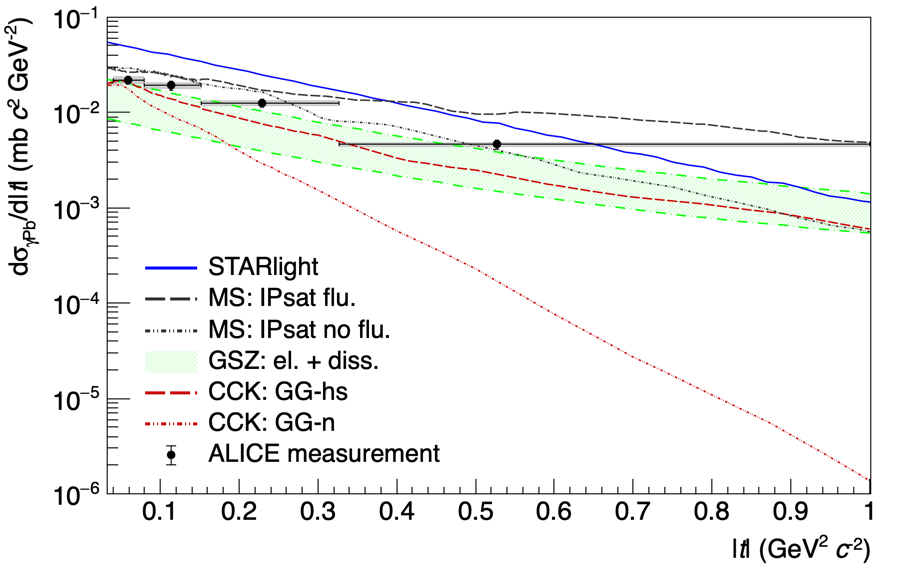 dσγPb/d|t| (mb c² GeV⁻²)
10⁻¹
10⁻²
10⁻³
10⁻⁴
10⁻⁵
10⁻⁶
STARlight
MS: IPsat flu.
MS: IPsat no flu.
GSZ: el. + diss.
CCK: GG-hs
CCK: GG-n
ALICE measurement
0.1 0.2 0.3 0.4 0.5 0.6 0.7 0.8 0.9 1
|t| (GeV² c⁻²)